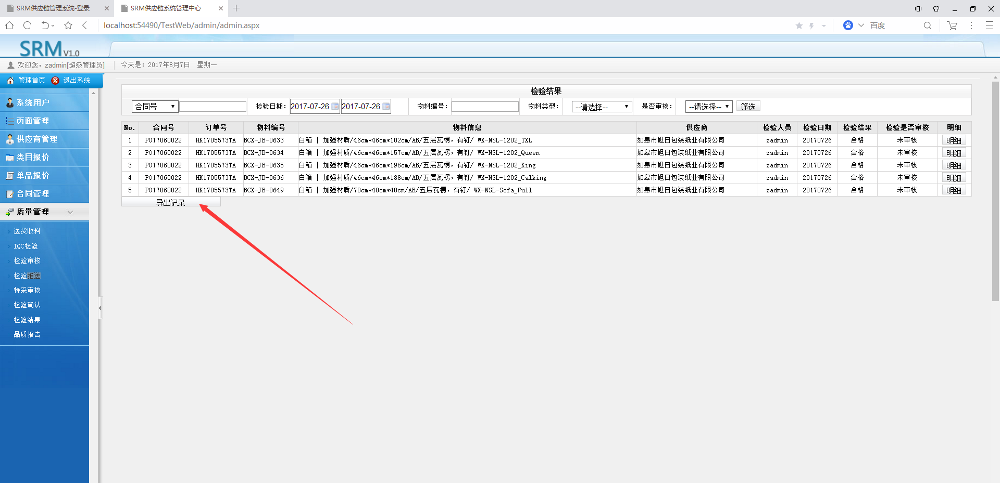 SRM供应链管理系统-登录
SRM供应链系统管理中心
localhost:54490/TestWeb/admin/admin.aspx
百度
SRM V1.0
欢迎您，zadmin[超级管理员]
今天是：2017年8月7日 星期一
管理首页 退出系统
系统用户
页面管理
供应商管理
类目报价
单品报价
合同管理
质量管理
送货收料
IQC检验
检验审核
检验推送
特采审核
检验确认
检验结果
品质报告
检验结果
合同号 检验日期： 2017-07-26 2017-07-26 物料编号： 物料类型： --请选择-- 是否审核： --请选择-- 筛选
No. 合同号 订单号 物料编号 物料信息 供应商 检验人员 检验日期 检验结果 检验是否审核 明细
1 PO17060022 HK1705573TA BCX-JB-0633 白箱 | 加强材质/46cm*46cm*102cm/AB/五层瓦楞，有钉/ WX-NSL-1202_TXL 如皋市旭日包装纸业有限公司 zadmin 20170726 合格 未审核 明细
2 PO17060022 HK1705573TA BCX-JB-0634 白箱 | 加强材质/46cm*46cm*157cm/AB/五层瓦楞，有钉/ WX-NSL-1202_Queen 如皋市旭日包装纸业有限公司 zadmin 20170726 合格 未审核 明细
3 PO17060022 HK1705573TA BCX-JB-0635 白箱 | 加强材质/46cm*46cm*198cm/AB/五层瓦楞，有钉/ WX-NSL-1202_King 如皋市旭日包装纸业有限公司 zadmin 20170726 合格 未审核 明细
4 PO17060022 HK1705573TA BCX-JB-0636 白箱 | 加强材质/46cm*46cm*188cm/AB/五层瓦楞，有钉/ WX-NSL-1202_Calking 如皋市旭日包装纸业有限公司 zadmin 20170726 合格 未审核 明细
5 PO17060022 HK1705573TA BCX-JB-0649 白箱 | 加强材质/70cm*40cm*40cm/AB/五层瓦楞，有钉/ WX-NSL-Sofa_Full 如皋市旭日包装纸业有限公司 zadmin 20170726 合格 未审核 明细
导出记录